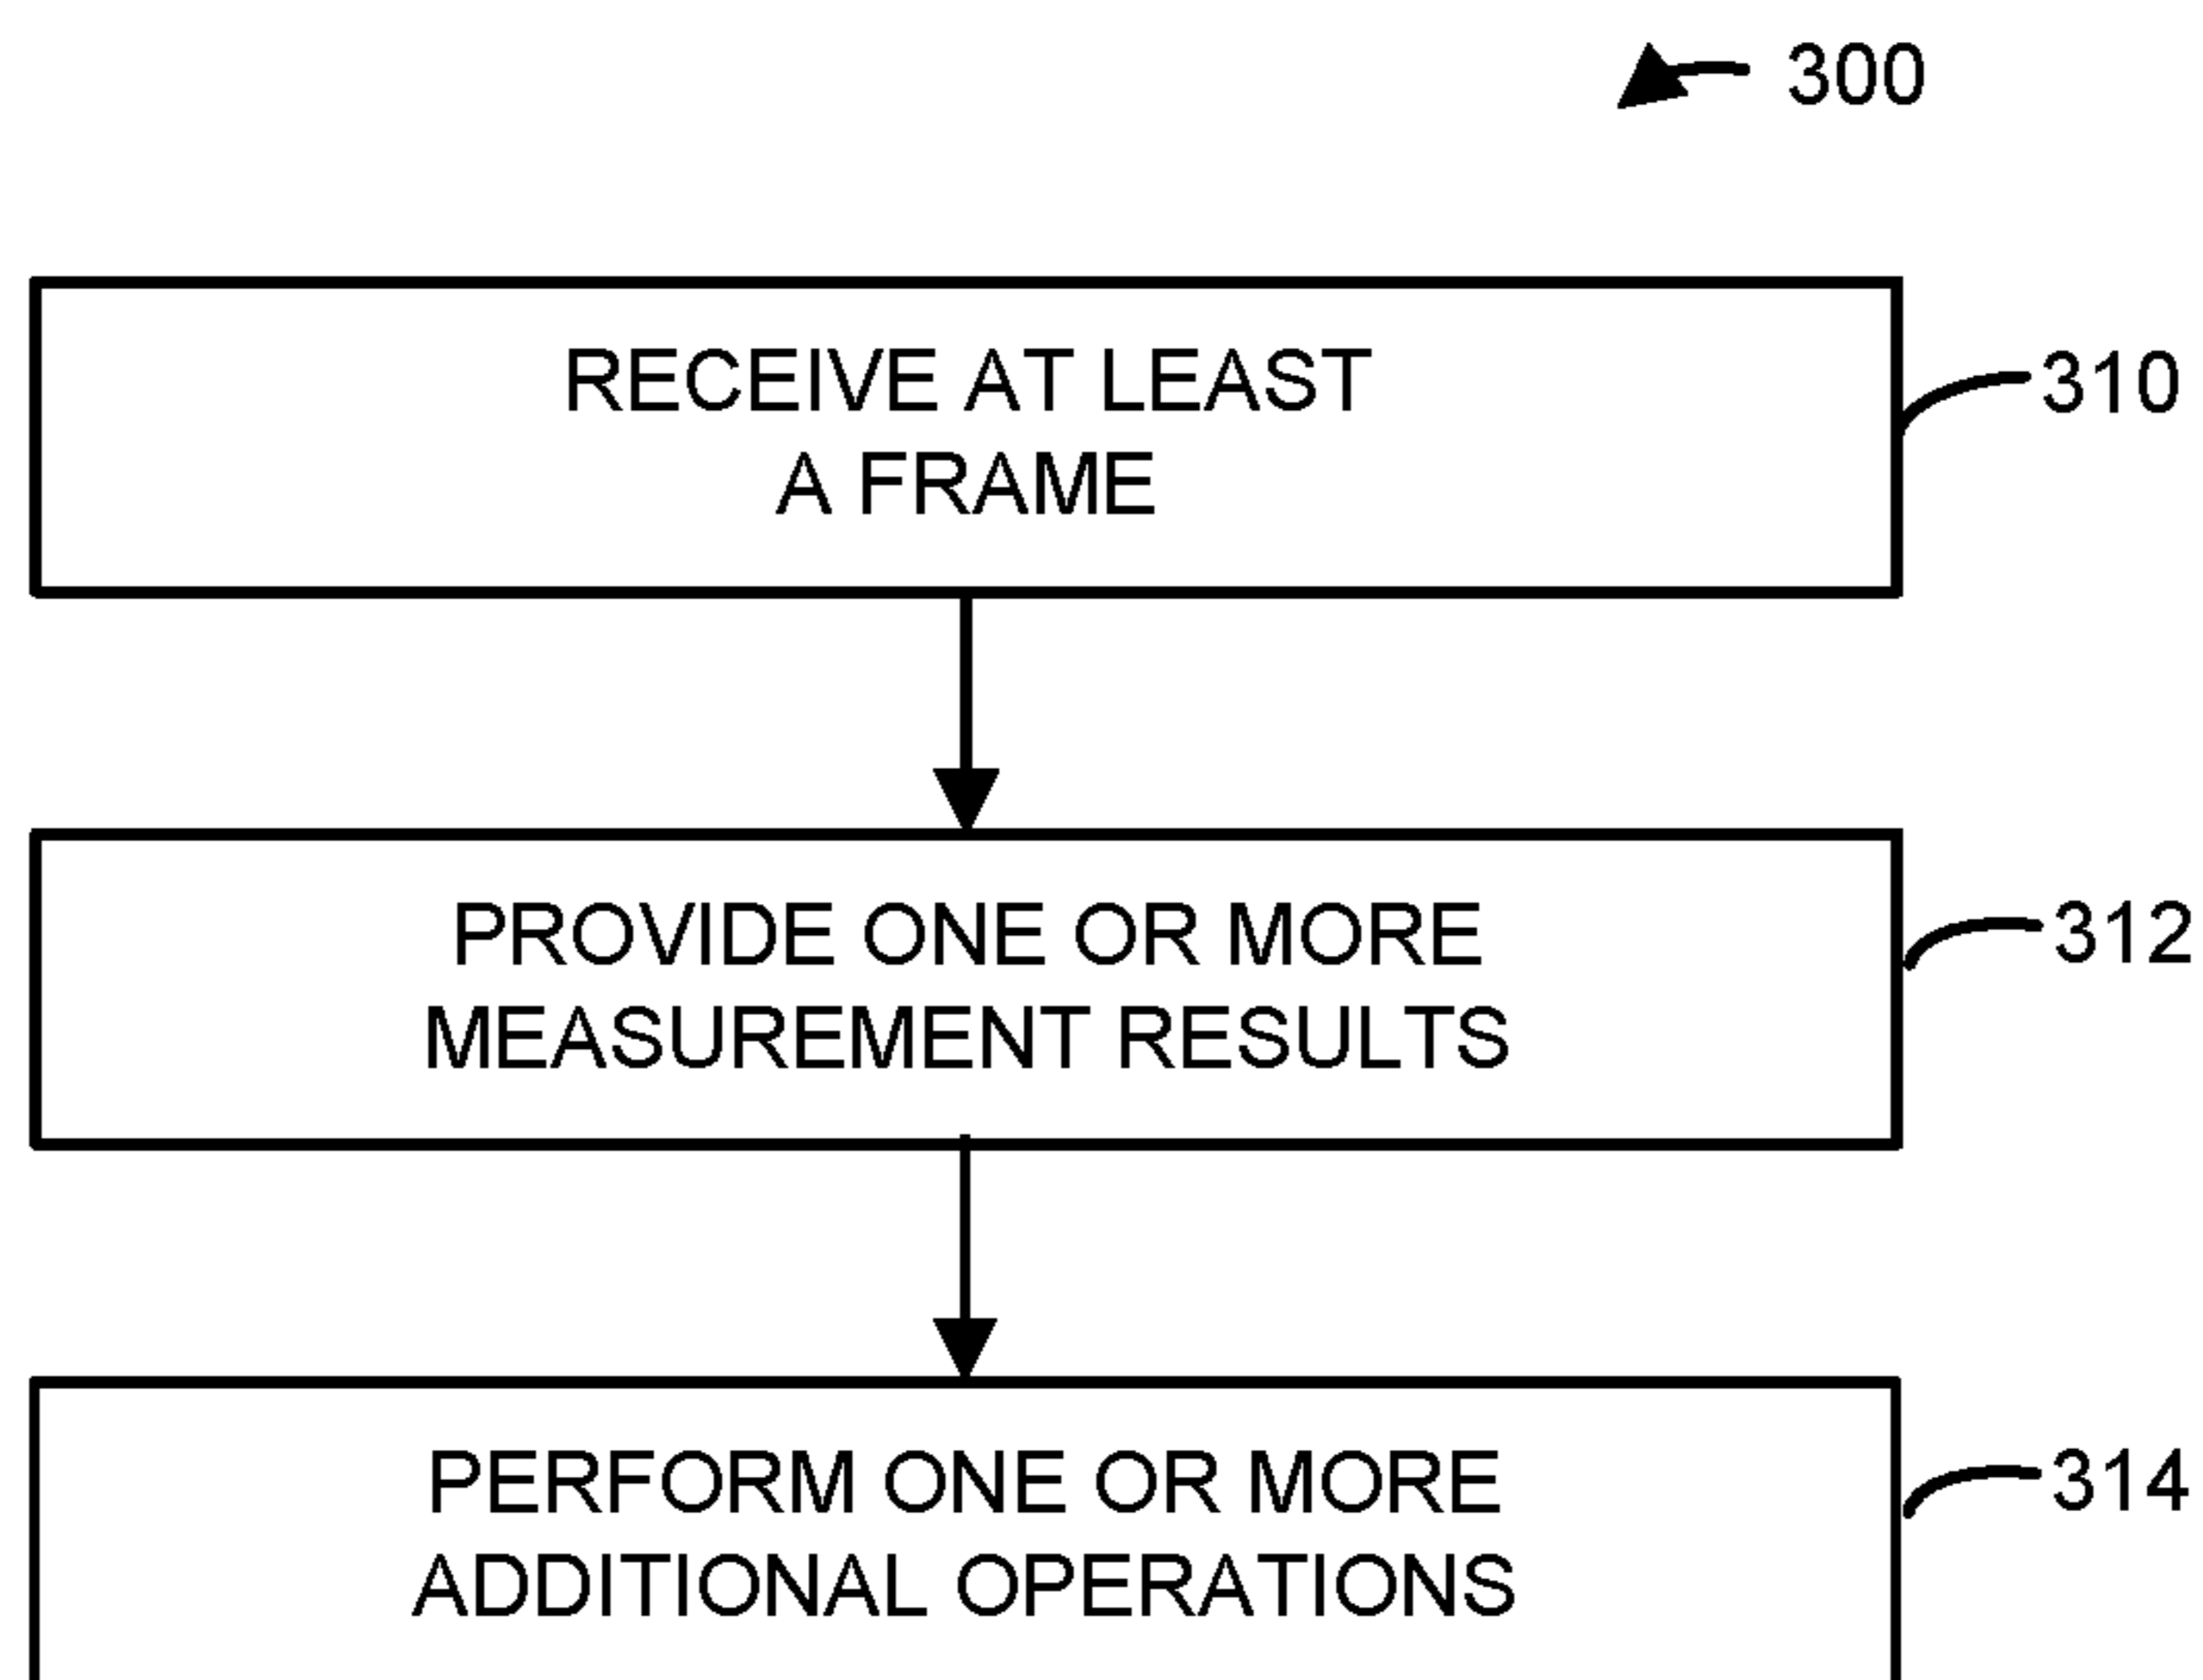 300
RECEIVE AT LEAST
A FRAME
310
PROVIDE ONE OR MORE
MEASUREMENT RESULTS
312
PERFORM ONE OR MORE
ADDITIONAL OPERATIONS
314